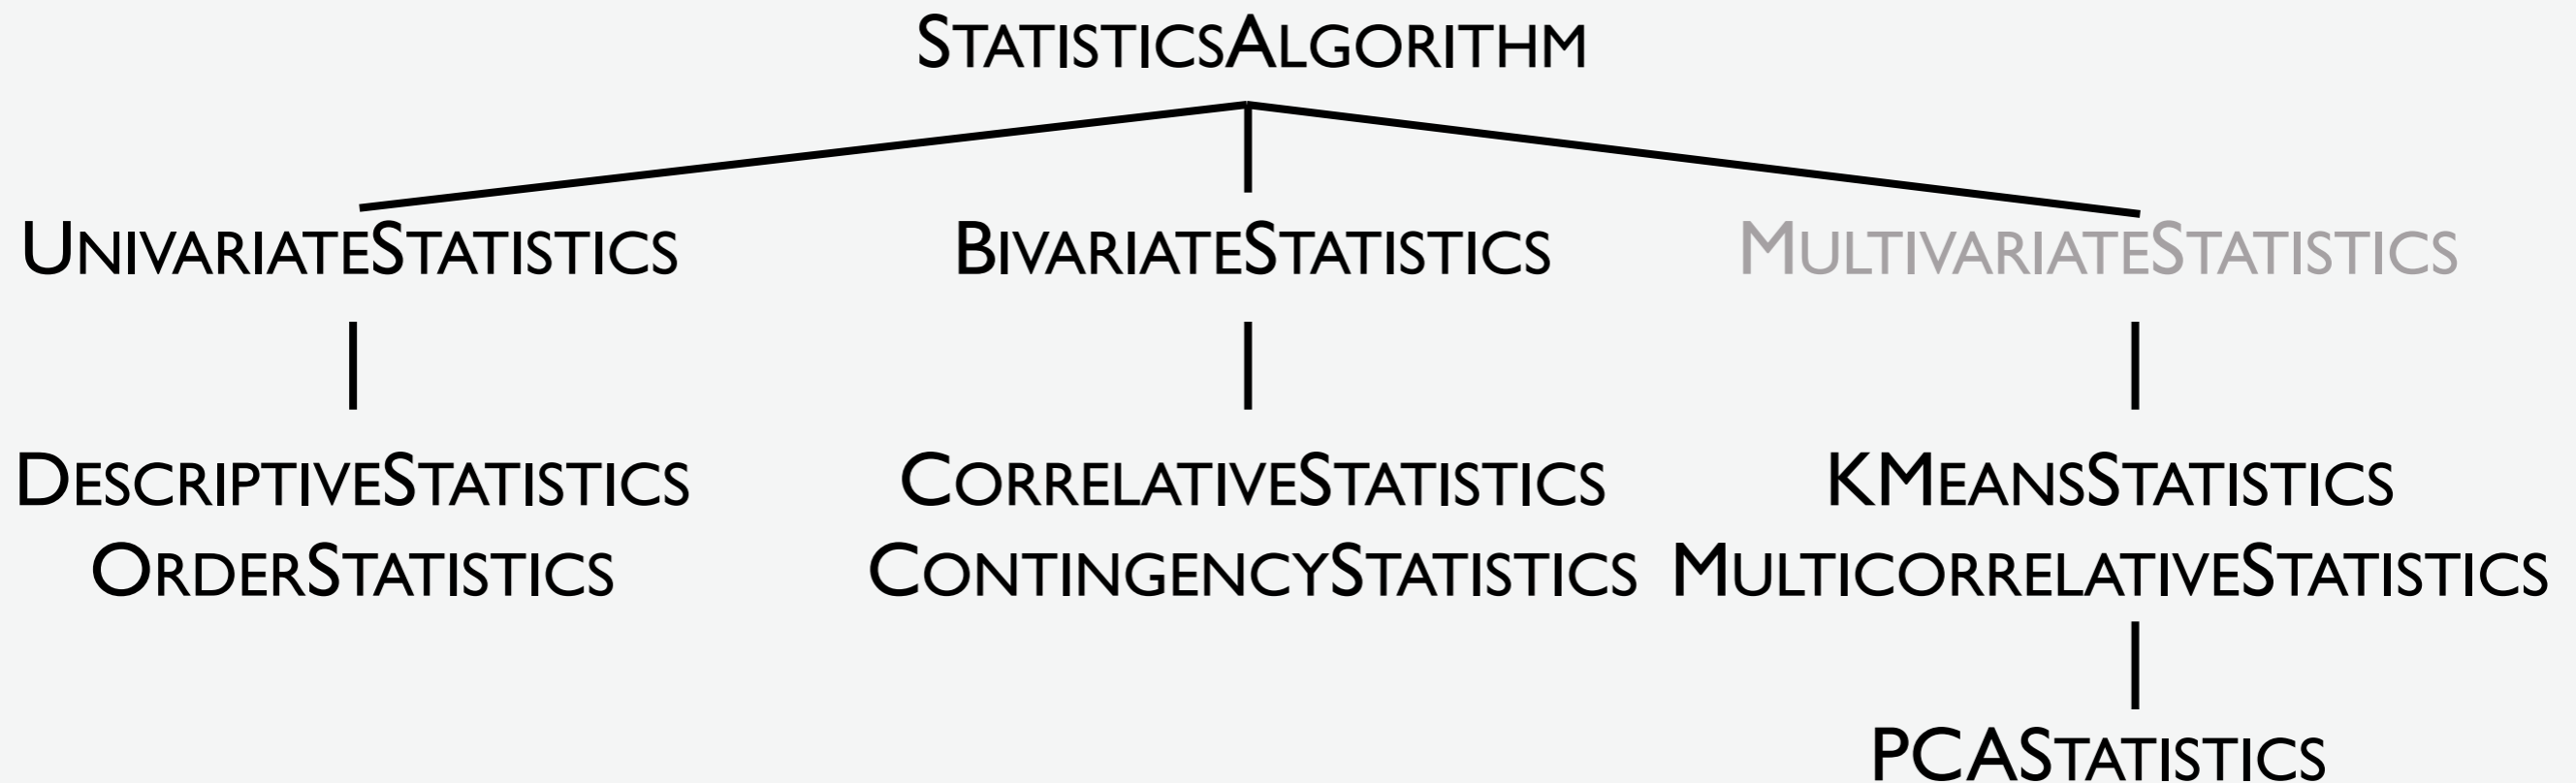 STATISTICSALGORITHM
UNIVARIATESTATISTICS BIVARIATESTATISTICS MULTIVARIATESTATISTICS
DESCRIPTIVESTATISTICS CORRELATIVESTATISTICS KMEANSSTATISTICS
ORDERSTATISTICS CONTINGENCYSTATISTICS MULTICORRELATIVESTATISTICS
PCASTATISTICS